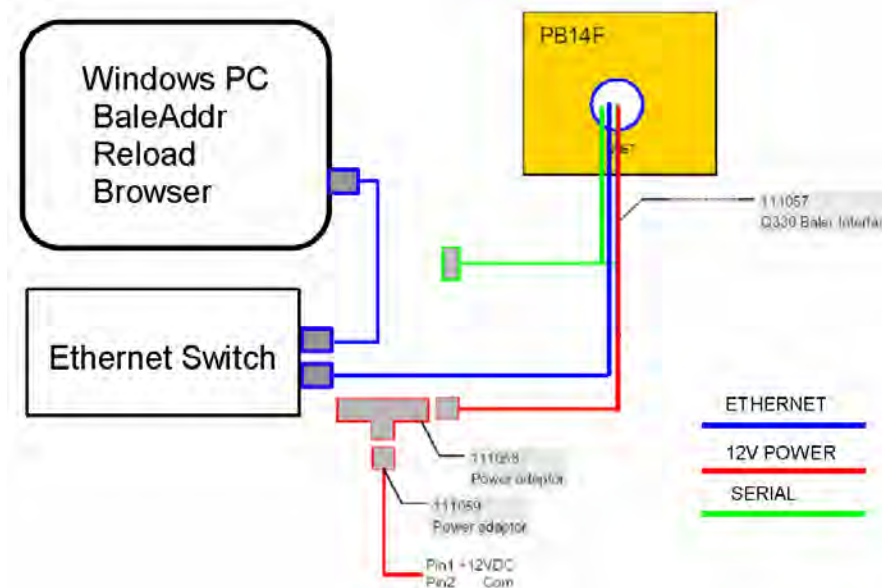 Windows PC
BaleAddr
Reload
Browser
PB14F
111057
Q330 Baler
Ethernet Switch
ETHERNET
12V POWER
SERIAL
111058
Power adaptor
111059
Power adaptor
Pin1 +12VDC
Pin2 Com